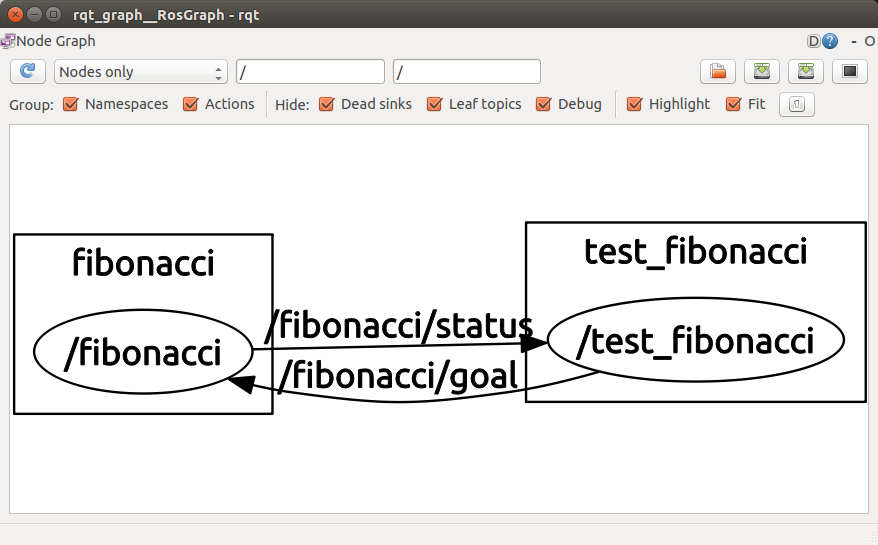 rqt_graph__RosGraph - rqt
Node Graph
D
?
- O
Nodes only
/
/
Group:
Namespaces
Actions
Hide:
Dead sinks
Leaf topics
Debug
Highlight
Fit
fibonacci
test_fibonacci
/fibonacci/status
/fibonacci
/test_fibonacci
/fibonacci/goal